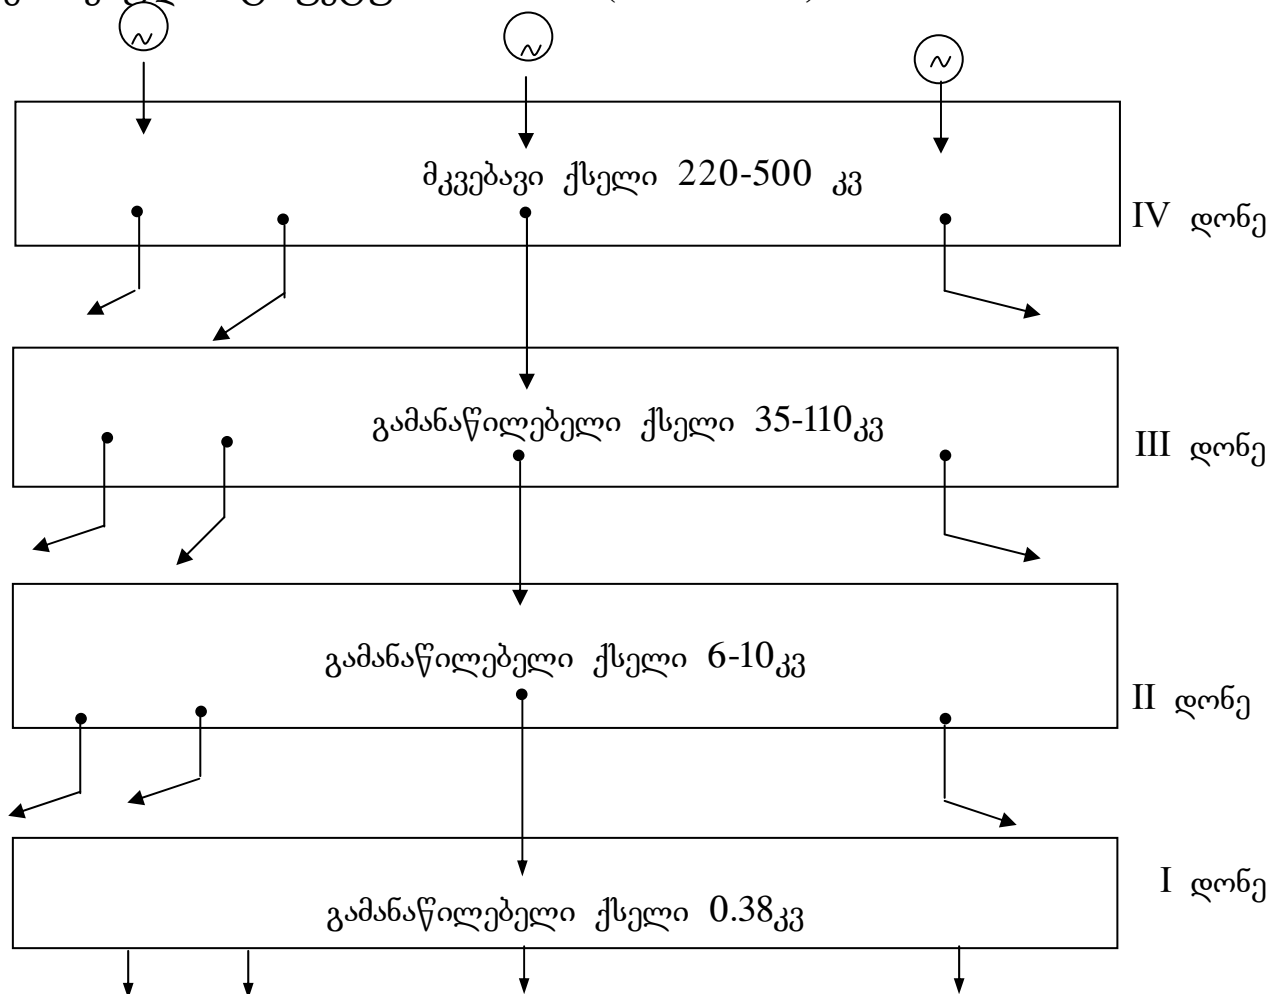 მკვებავი ქსელი 220-500 კვ
IV დონე
გამანაწილებელი ქსელი 35-110კვ
III დონე
გამანაწილებელი ქსელი 6-10კვ
II დონე
I დონე
გამანაწილებელი ქსელი 0.38კვ